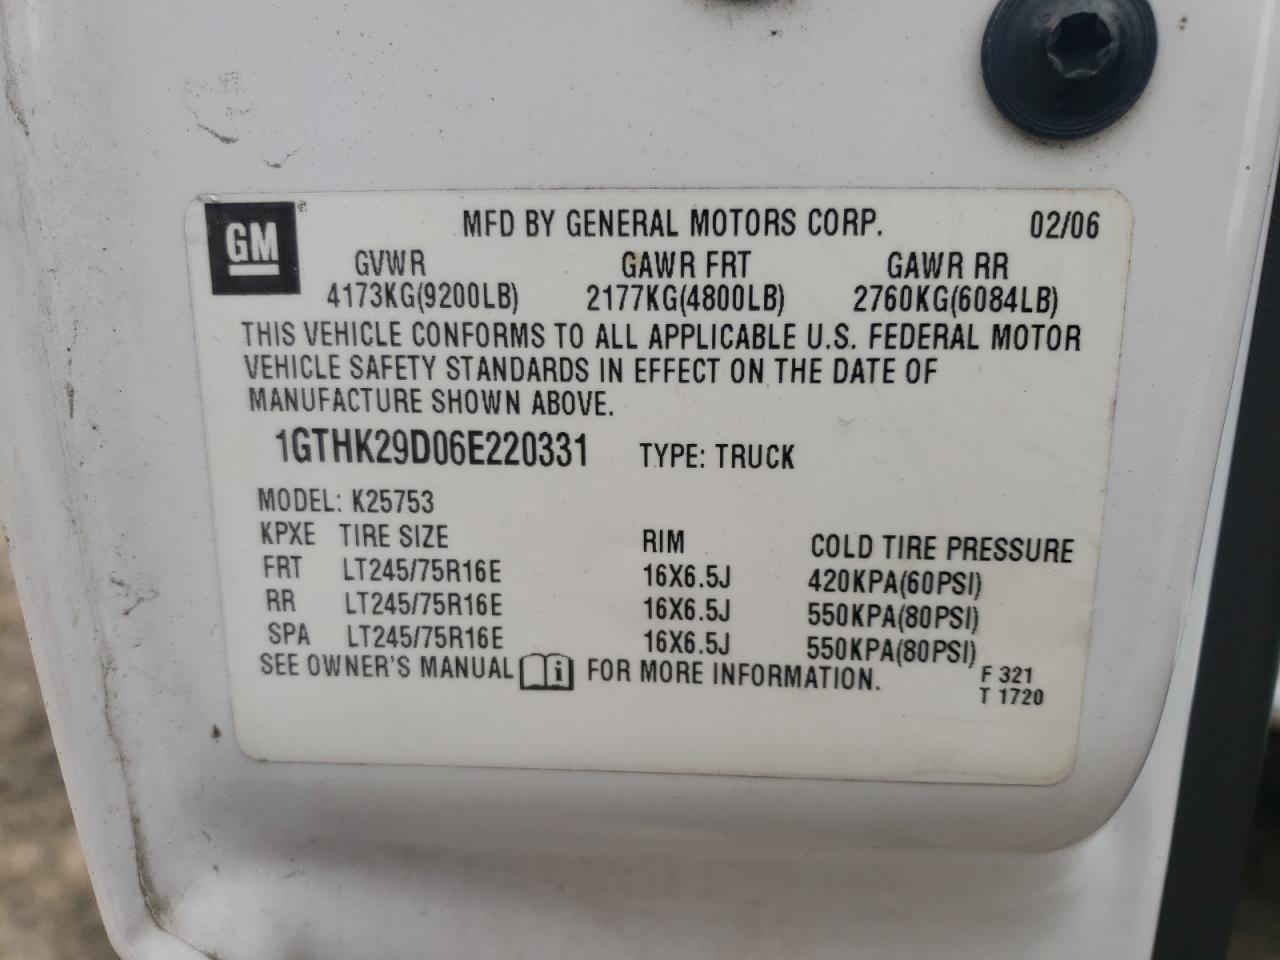 GM® MFD BY GENERAL MOTORS CORP. 02/06
GVWR GAWR FRT GAWR RR
4173KG(9200LB) 2177KG(4800LB) 2760KG(6084LB)
THIS VEHICLE CONFORMS TO ALL APPLICABLE U.S. FEDERAL MOTOR
VEHICLE SAFETY STANDARDS IN EFFECT ON THE DATE OF
MANUFACTURE SHOWN ABOVE.
1GTHK29D06E220331 TYPE: TRUCK
MODEL: K25753
KPXE TIRE SIZE RIM COLD TIRE PRESSURE
FRT LT245/75R16E 16X6.5J 420KPA(60PSI)
RR LT245/75R16E 16X6.5J 550KPA(80PSI)
SPA LT245/75R16E 16X6.5J 550KPA(80PSI)
SEE OWNER'S MANUAL i FOR MORE INFORMATION. F 321
T 1720